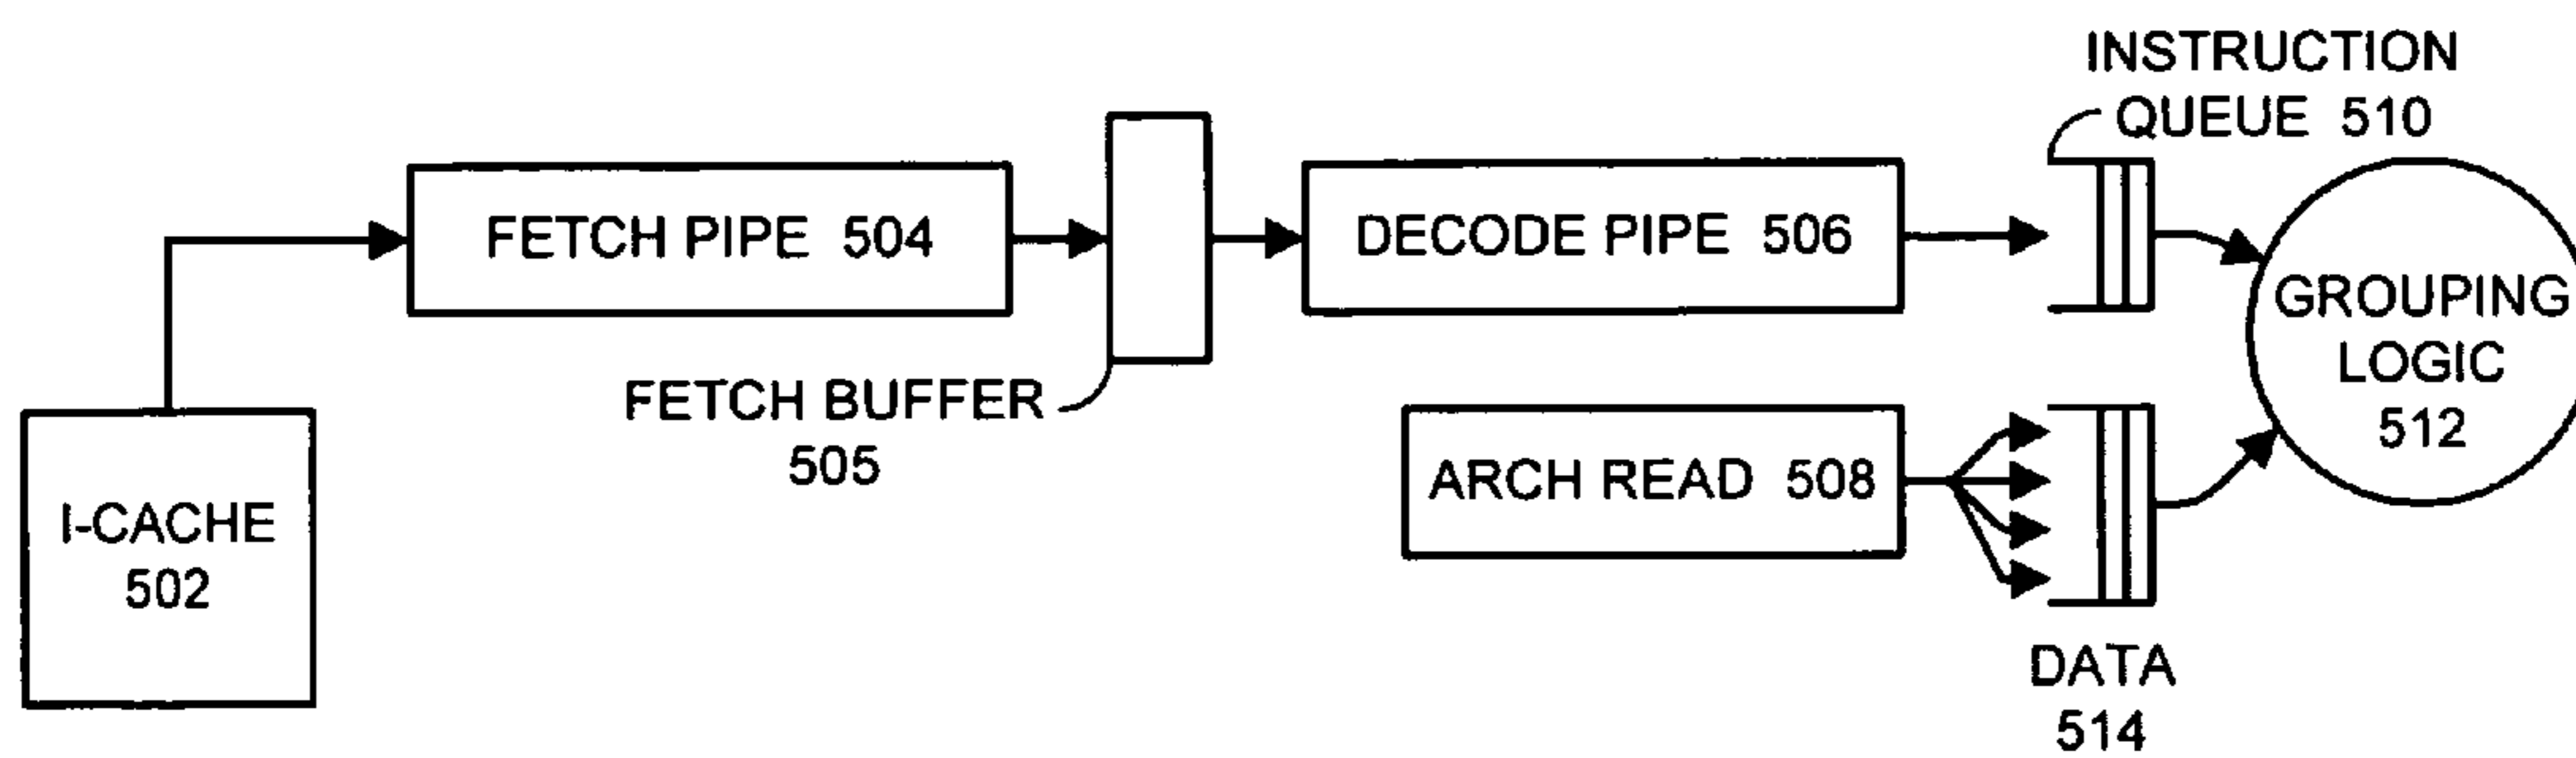 INSTRUCTION
QUEUE 510
FETCH PIPE 504
DECODE PIPE 506
GROUPING
LOGIC
512
FETCH BUFFER
505
ARCH READ 508
I-CACHE
502
DATA
514